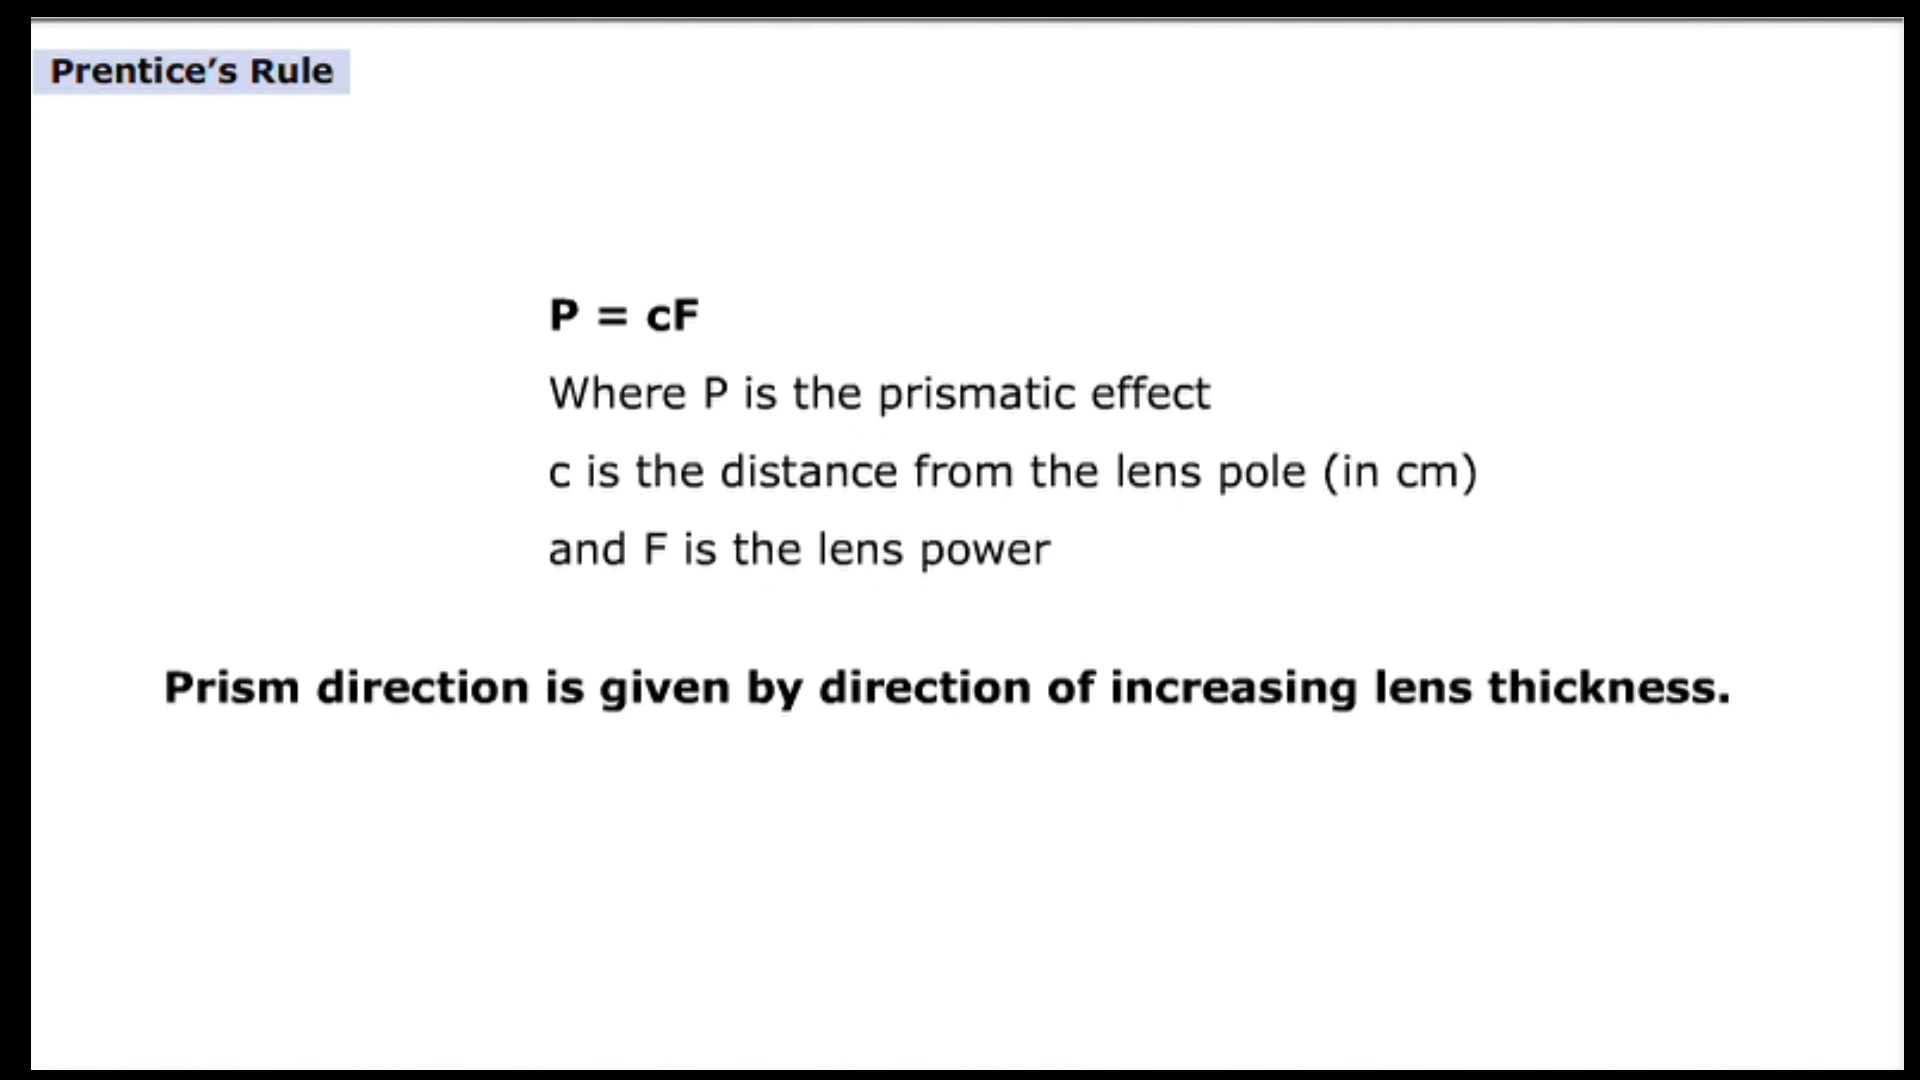 Prentice’s Rule
P = cF
Where P is the prismatic effect
c is the distance from the lens pole (in cm)
and F is the lens power
Prism direction is given by direction of increasing lens thickness.